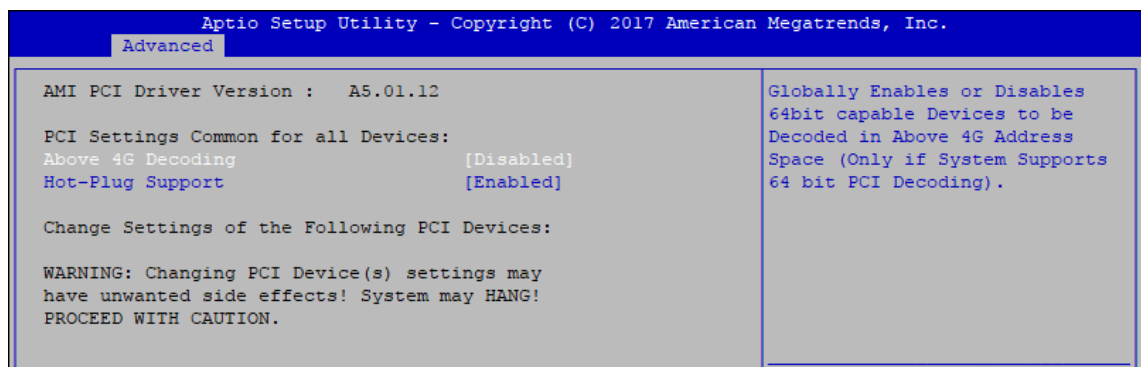 Aptio Setup Utility - Copyright (C) 2017 American Megatrends, Inc.
Advanced
AMI PCI Driver Version :   A5.01.12
PCI Settings Common for all Devices:
Above 4G Decoding [Disabled]
Hot-Plug Support [Enabled]
Change Settings of the Following PCI Devices:
WARNING: Changing PCI Device(s) settings may
have unwanted side effects! System may HANG!
PROCEED WITH CAUTION.
Globally Enables or Disables
64bit capable Devices to be
Decoded in Above 4G Address
Space (Only if System Supports
64 bit PCI Decoding).